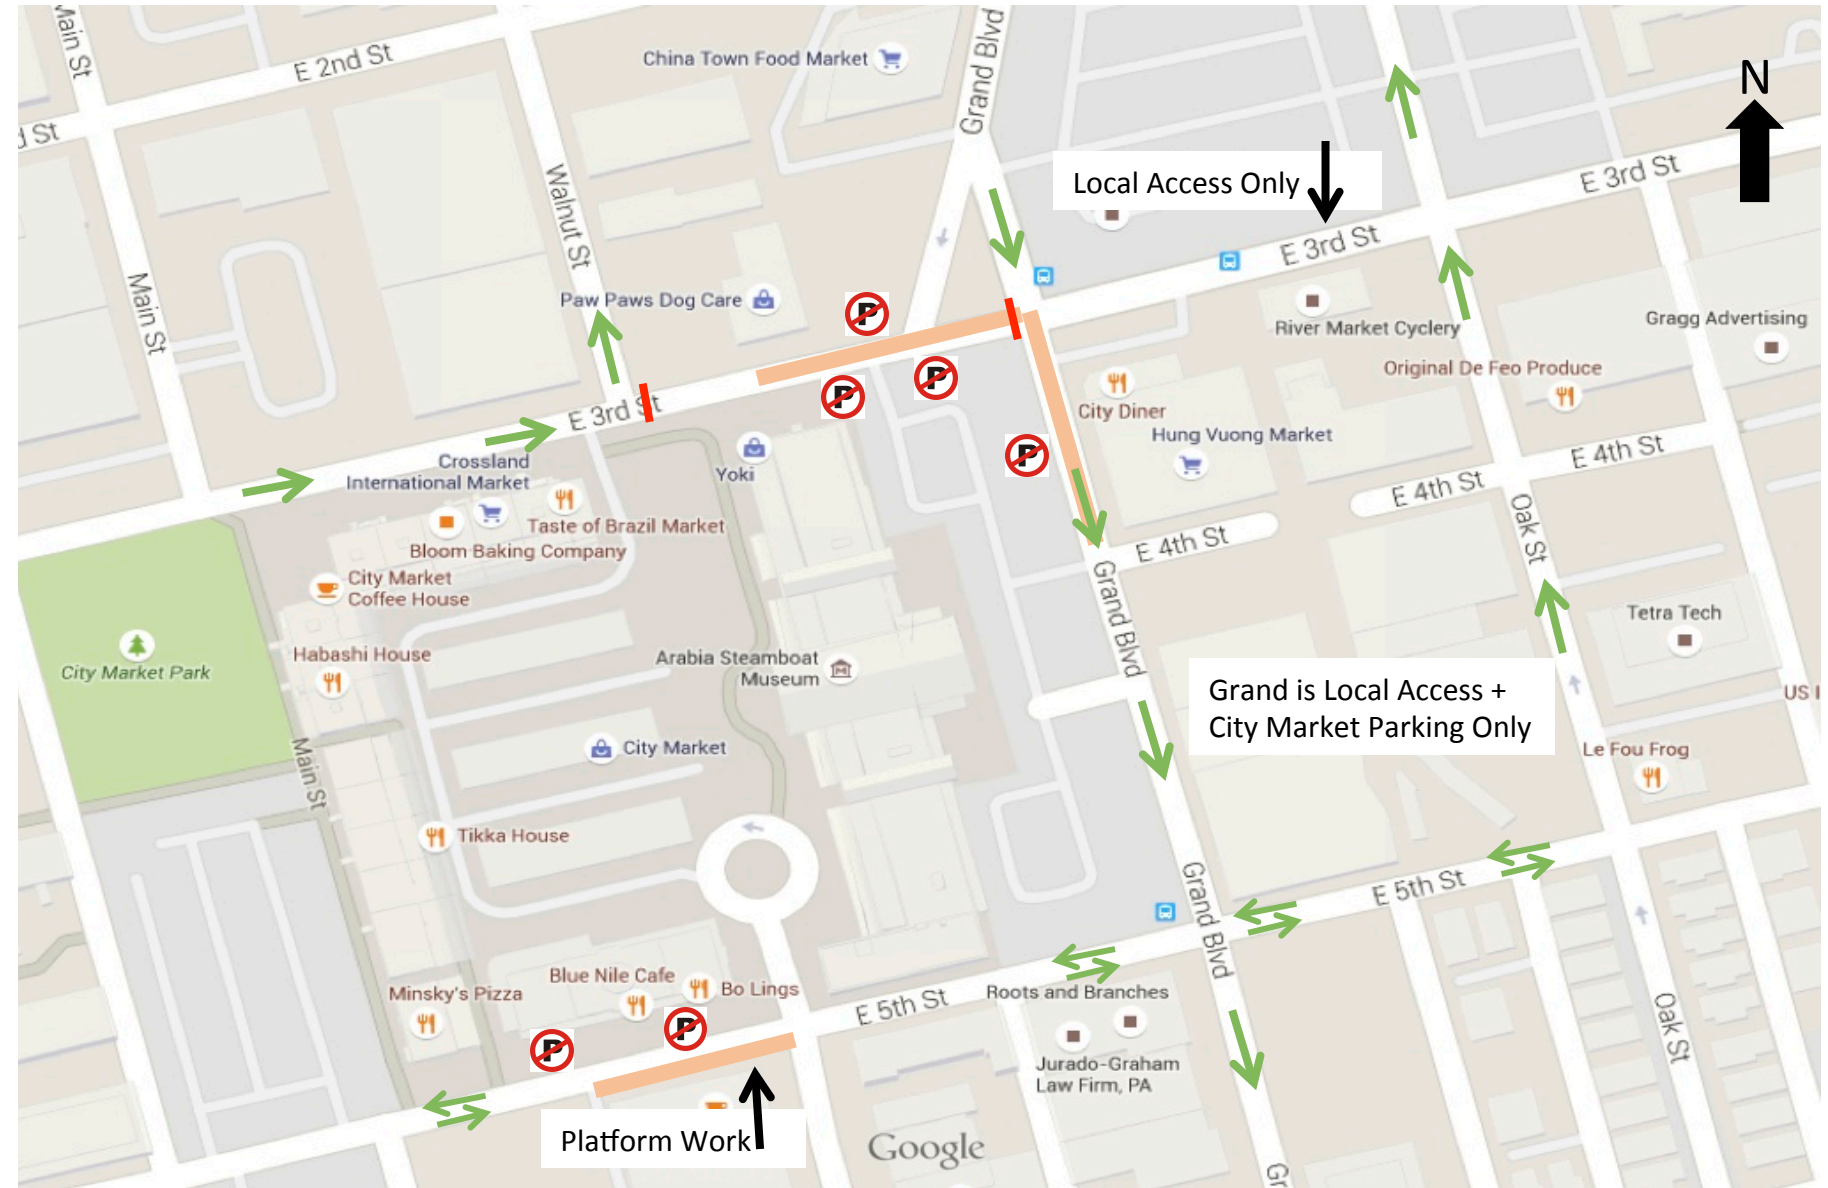 Main St
E 2nd St
China Town Food Market
Grand Blvd
N
d St
Local Access Only
E 3rd St
Walnut St
E 3rd St
Main St
Paw Paws Dog Care
P
River Market Cyclery
Gragg Advertising
Original De Feo Produce
P
P
City Diner
E 3rd St
Hung Vuong Market
P
Crossland
International Market
Yoki
E 4th St
E 4th St
Taste of Brazil Market
Bloom Baking Company
E 4th St
Oak St
City Market
Coffee House
Grand Blvd
Tetra Tech
Habashi House
Arabia Steamboat
Museum
M
City Market Park
Grand is Local Access +
City Market Parking Only
US I
Main St
City Market
Le Fou Frog
Tikka House
Grand Blvd
E 5th St
Blue Nile Cafe
Bo Lings
Minsky's Pizza
E 5th St
Roots and Branches
Oak St
P
P
Jurado-Graham
Law Firm, PA
Platform Work
Google
Gr